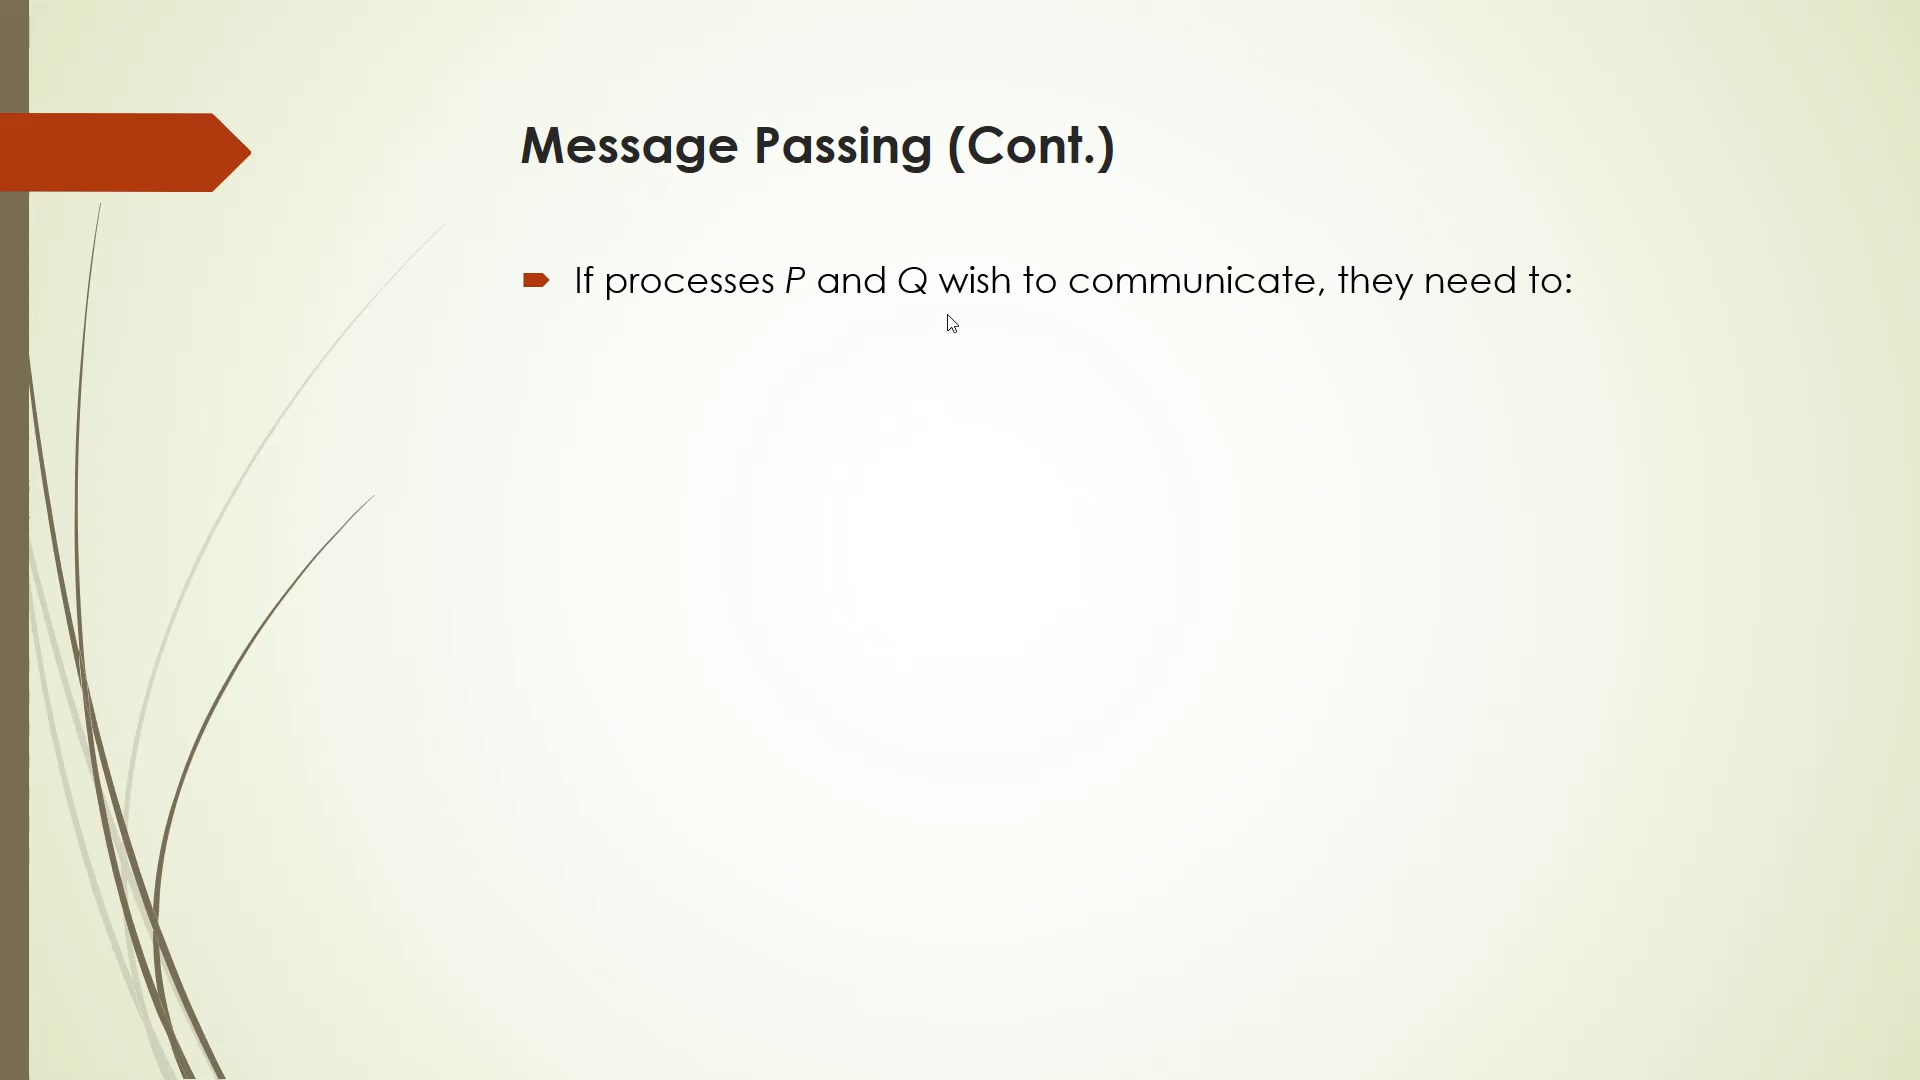 Message Passing (Cont.)
If processes P and Q wish to communicate, they need to: